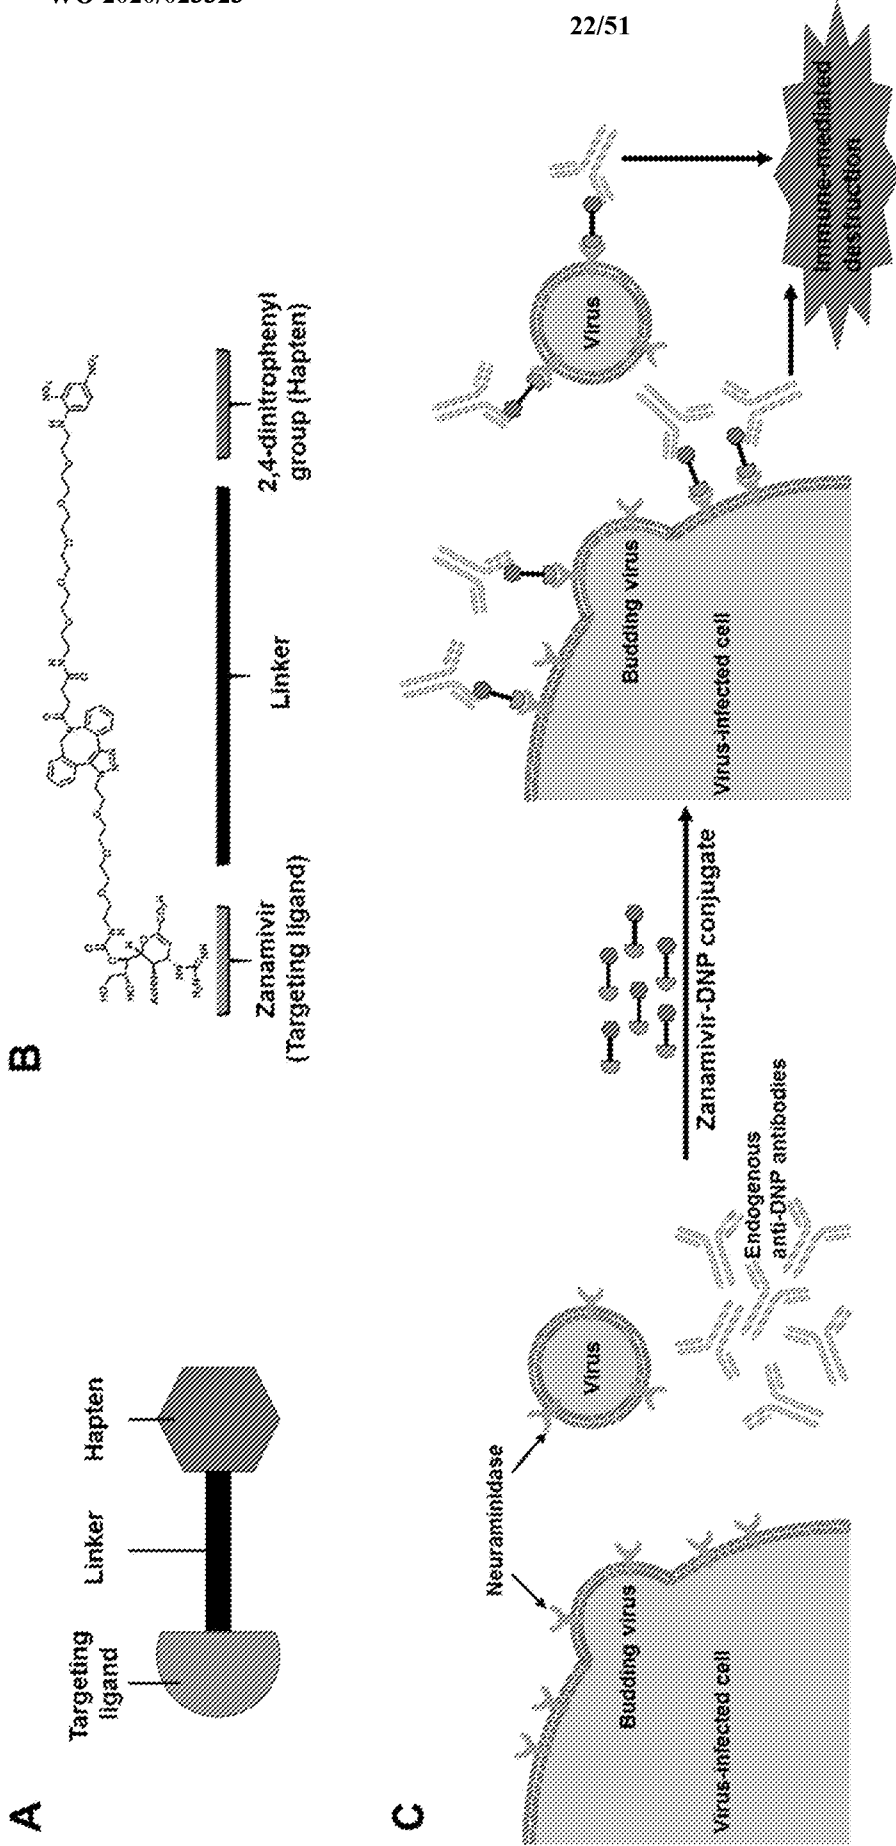 22/51
A
Targeting
ligand
Linker
Hapten
B
Zanamivir
(Targeting ligand)
Linker
2,4-dinitrophenyl
group (Hapten)
C
Neuraminidase
Virus
Budding virus
Virus-infected cell
Endogenous
anti-DNP antibodies
Zanamivir-DNP conjugate
Virus
Budding virus
Virus-infected cell
Immune-mediated
destruction